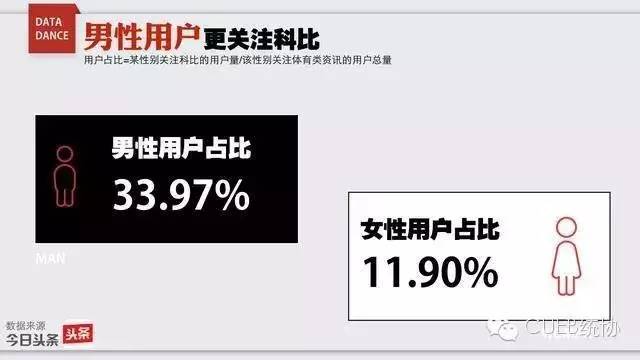 DATA
DANCE
男性用户更关注科比
用户占比=某性别关注科比的用户量/该性别关注体育类资讯的用户总量
男性用户占比
33.97%
MAN
女性用户占比
11.90%
数据来源
今日头条 头条
CUEB统协